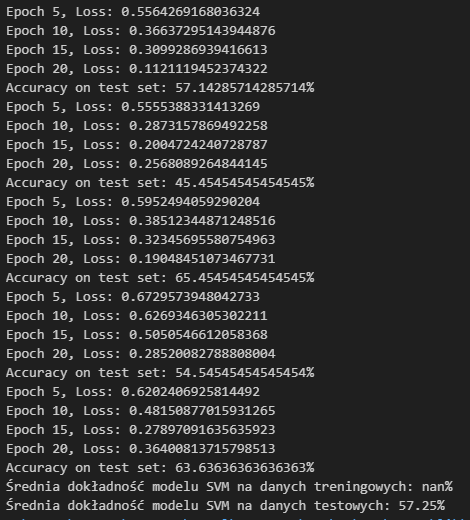 Epoch 5, Loss: 0.5564269168036324
Epoch 10, Loss: 0.36637295143944876
Epoch 15, Loss: 0.3099286939416613
Epoch 20, Loss: 0.1121119452374322
Accuracy on test set: 57.14285714285714%
Epoch 5, Loss: 0.5555388331413269
Epoch 10, Loss: 0.2873157869492258
Epoch 15, Loss: 0.2004724240728787
Epoch 20, Loss: 0.2568089264844145
Accuracy on test set: 45.45454545454545%
Epoch 5, Loss: 0.5952494059290204
Epoch 10, Loss: 0.38512344871248516
Epoch 15, Loss: 0.32345695580754963
Epoch 20, Loss: 0.19048451073467731
Accuracy on test set: 65.45454545454545%
Epoch 5, Loss: 0.6729573948042733
Epoch 10, Loss: 0.6269346305302211
Epoch 15, Loss: 0.5050546612058368
Epoch 20, Loss: 0.28520082788808004
Accuracy on test set: 54.54545454545454%
Epoch 5, Loss: 0.6202406925814492
Epoch 10, Loss: 0.48150877015931265
Epoch 15, Loss: 0.27897091635635923
Epoch 20, Loss: 0.36400813715798513
Accuracy on test set: 63.63636363636363%
Średnia dokładność modelu SVM na danych treningowych: nan%
Średnia dokładność modelu SVM na danych testowych: 57.25%